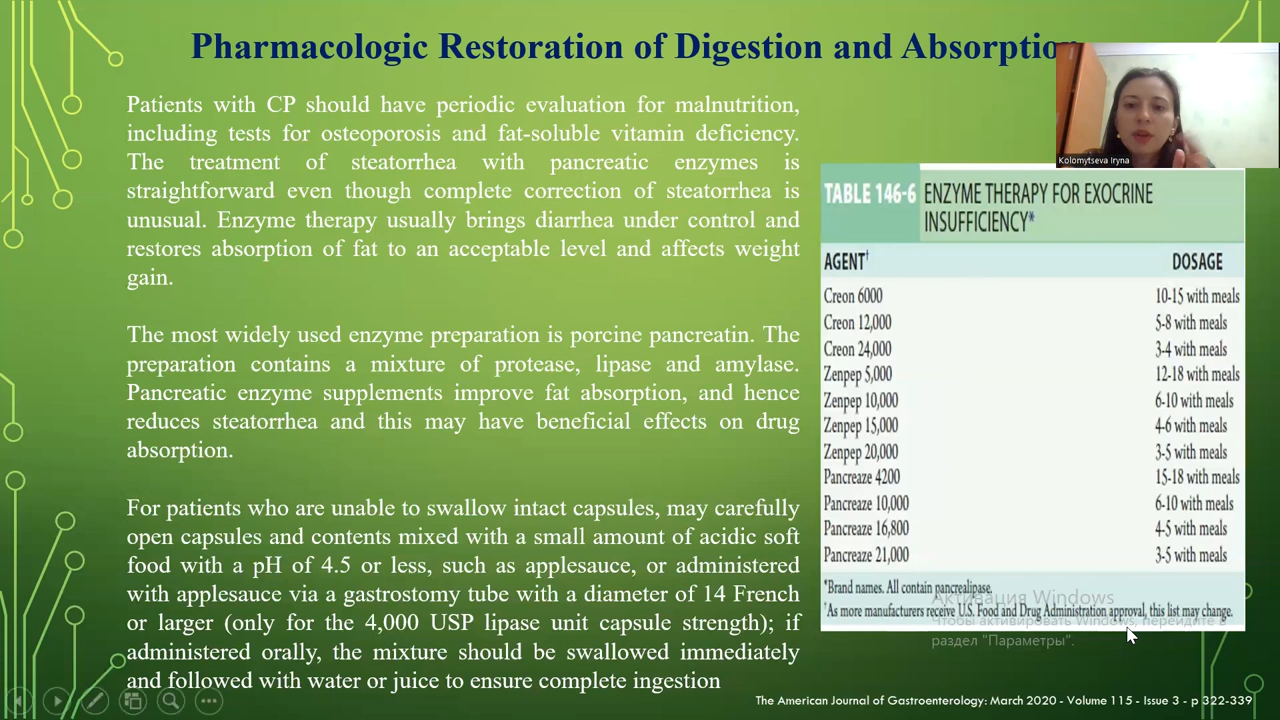 Pharmacologic Restoration of Digestion and Absorption
Patients with CP should have periodic evaluation for malnutrition,
including tests for osteoporosis and fat-soluble vitamin deficiency.
The treatment of steatorrhea with pancreatic enzymes is
straightforward even though complete correction of steatorrhea is
unusual. Enzyme therapy usually brings diarrhea under control and
restores absorption of fat to an acceptable level and affects weight
gain.
The most widely used enzyme preparation is porcine pancreatin. The
preparation contains a mixture of protease, lipase and amylase.
Pancreatic enzyme supplements improve fat absorption, and hence
reduces steatorrhea and this may have beneficial effects on drug
absorption.
For patients who are unable to swallow intact capsules, may carefully
open capsules and contents mixed with a small amount of acidic soft
food with a pH of 4.5 or less, such as applesauce, or administered
with applesauce via a gastrostomy tube with a diameter of 14 French
or larger (only for the 4,000 USP lipase unit capsule strength); if
administered orally, the mixture should be swallowed immediately
and followed with water or juice to ensure complete ingestion
Kolomytseva Iryna
TABLE 146-6 ENZYME THERAPY FOR EXOCRINE
INSUFFICIENCY*
AGENT† DOSAGE
Creon 6000 10-15 with meals
Creon 12,000 5-8 with meals
Creon 24,000 3-4 with meals
Zenpep 5,000 12-18 with meals
Zenpep 10,000 6-10 with meals
Zenpep 15,000 4-6 with meals
Zenpep 20,000 3-5 with meals
Pancreaze 4200 15-18 with meals
Pancreaze 10,000 6-10 with meals
Pancreaze 16,800 4-5 with meals
Pancreaze 21,000 3-5 with meals
*Brand names. All contain pancrealipase.
†As more manufacturers receive U.S. Food and Drug Administration approval, this list may change.
Активация Windows
Чтобы активировать Windows, перейдите в
раздел "Параметры".
The American Journal of Gastroenterology: March 2020 - Volume 115 - Issue 3 - p 322-339